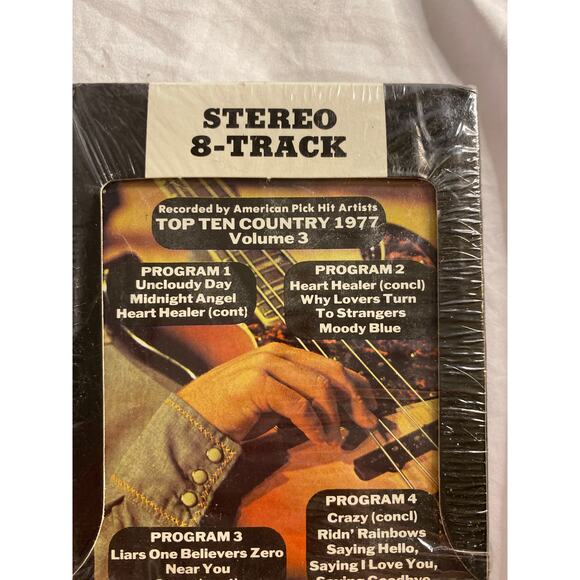 STEREO
8-TRACK
Recorded by American Pick Hit Artists
TOP TEN COUNTRY 1977
Volume 3
PROGRAM 1
Uncloudy Day
Midnight Angel
Heart Healer (cont)
PROGRAM 2
Heart Healer (concl)
Why Lovers Turn
To Strangers
Moody Blue
PROGRAM 3
Liars One Believers Zero
Near You
PROGRAM 4
Crazy (concl)
Ridn' Rainbows
Saying Hello,
Saying I Love You,
Saying Goodbye